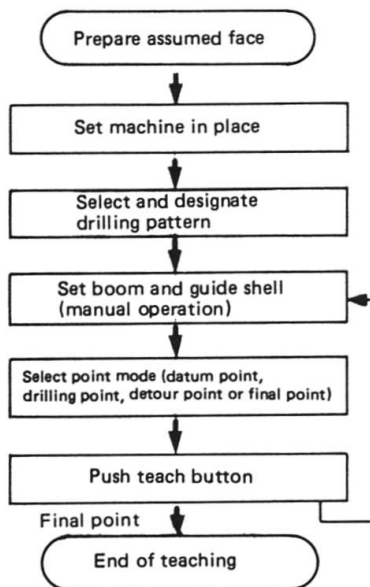 Prepare assumed face
Set machine in place
Select and designate
drilling pattern
Set boom and guide shell
(manual operation)
Select point mode (datum point,
drilling point, detour point or final point)
Push teach button
Final point
End of teaching